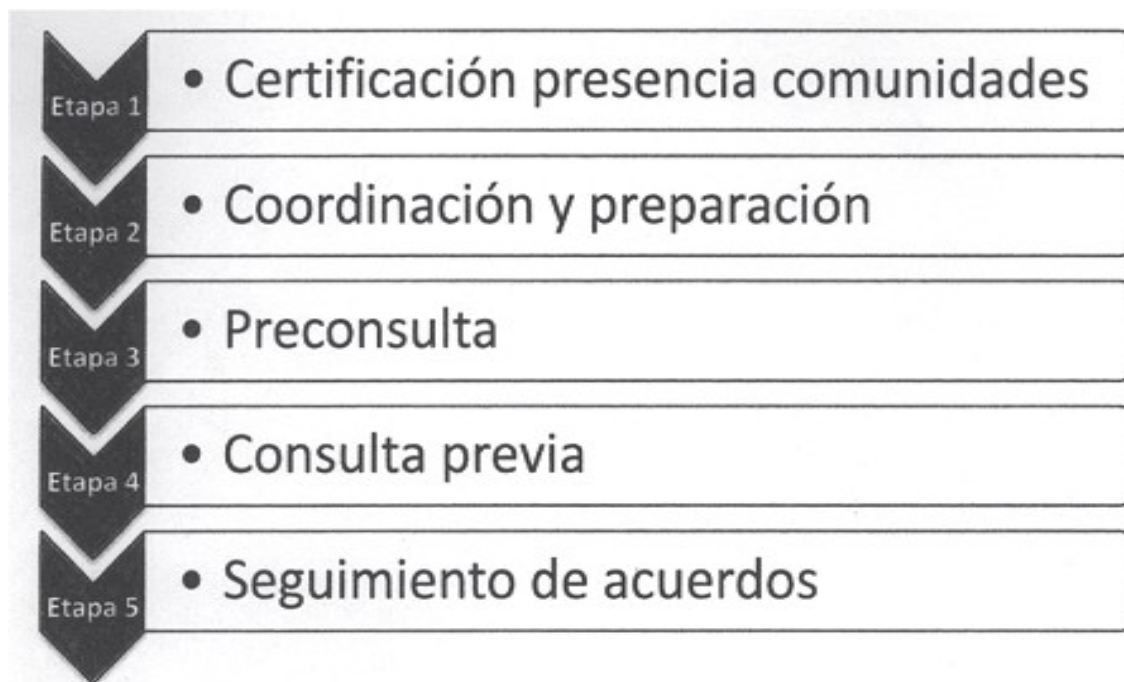 Etapa 1
• Certificación presencia comunidades
Etapa 2
• Coordinación y preparación
Etapa 3
• Preconsulta
Etapa 4
• Consulta previa
Etapa 5
• Seguimiento de acuerdos